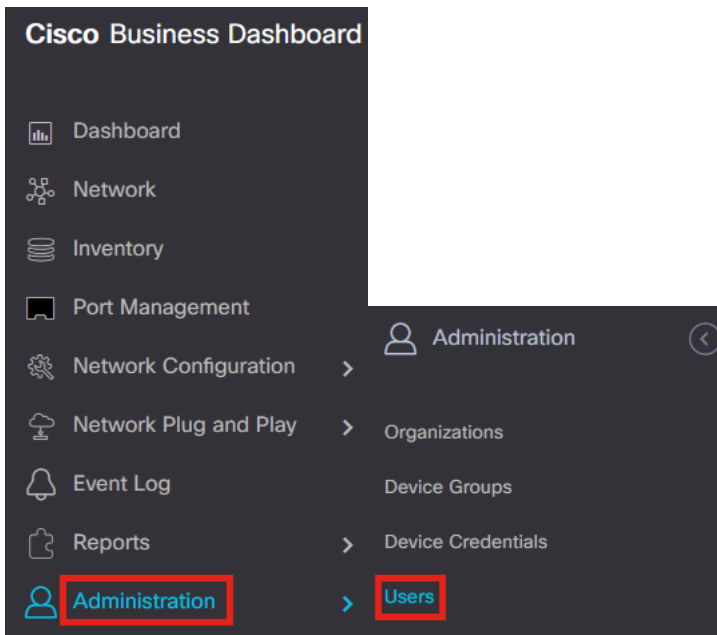 Cisco Business Dashboard
Dashboard
Network
Inventory
Port Management
Network Configuration
Network Plug and Play
Event Log
Reports
Administration
Administration
Organizations
Device Groups
Device Credentials
Users